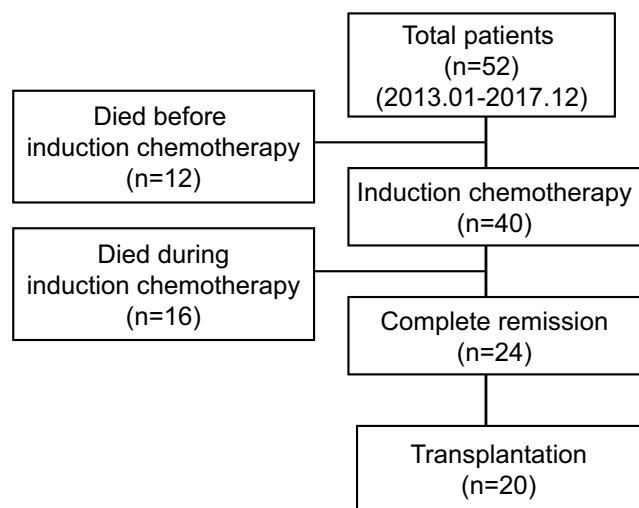 Total patients
(n=52)
(2013.01-2017.12)
Died before
induction chemotherapy
(n=12)
Induction chemotherapy
(n=40)
Died during
induction chemotherapy
(n=16)
Complete remission
(n=24)
Transplantation
(n=20)